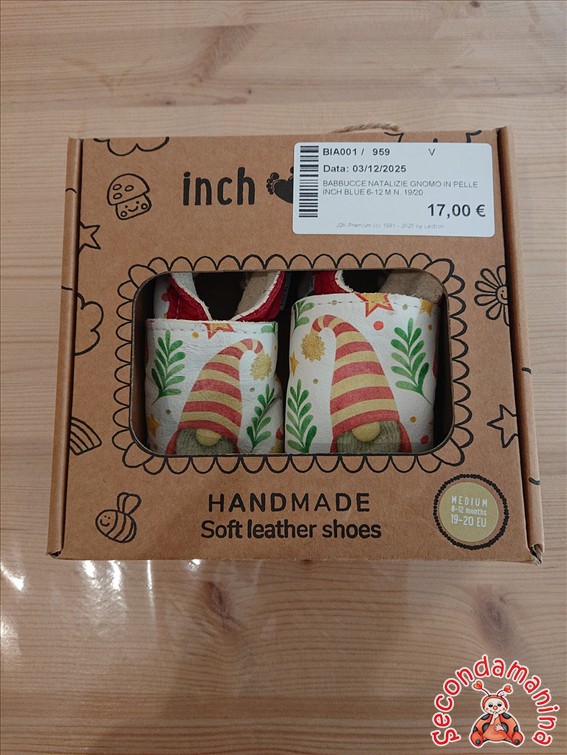 inch
BIA001 / 959 V
Data: 03/12/2025
BABBUCCE NATALIZIE GNOMO IN PELLE
INCH BLUE 6-12 M N. 19/20
17,00 €
HANDMADE
Soft leather shoes
MEDIUM
6-12 months
19-20 EU
Secondamanina